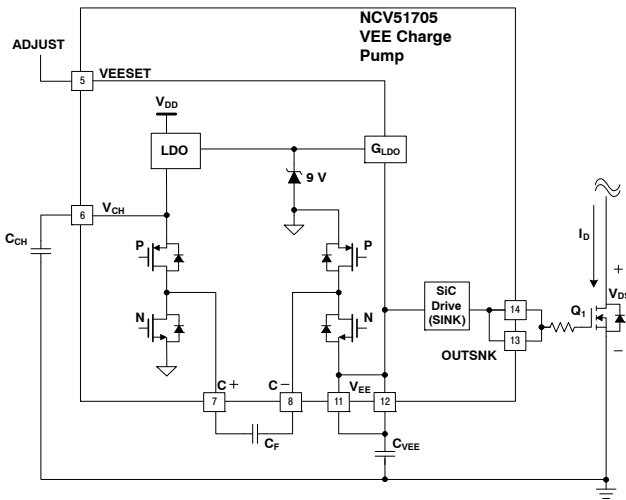 NCV51705
VEE Charge
Pump
ADJUST
5
VEESET
VDD
LDO
GLDO
9 V
6
VCH
CCH
P
P
N
N
SiC
Drive
(SINK)
14
13
OUTSNK
ID
+
VDS
Q1
−
C+
C−
VEE
7
8
11
12
CF
CVEE